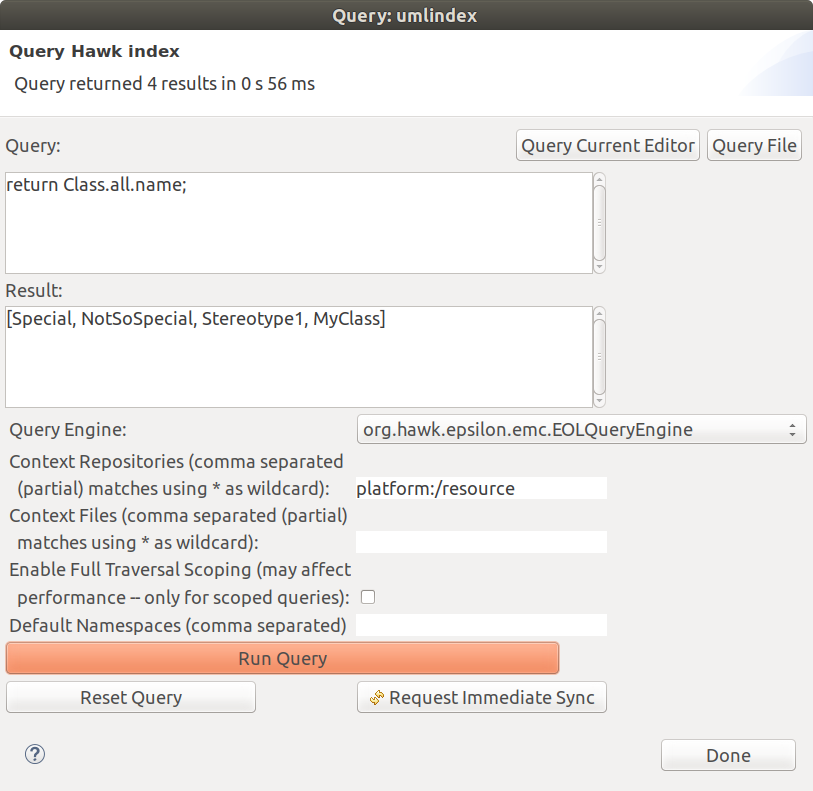 Query: umlindex
Query Hawk index
Query returned 4 results in 0 s 56 ms
Query:
Query Current Editor
Query File
return Class.all.name;
Result:
[Special, NotSoSpecial, Stereotype1, MyClass]
Query Engine:
org.hawk.epsilon.emc.EOLQueryEngine
Context Repositories (comma separated
(partial) matches using * as wildcard):
platform:/resource
Context Files (comma separated (partial)
matches using * as wildcard):
Enable Full Traversal Scoping (may affect
performance -- only for scoped queries):
Default Namespaces (comma separated)
Run Query
Reset Query
Request Immediate Sync
?
Done